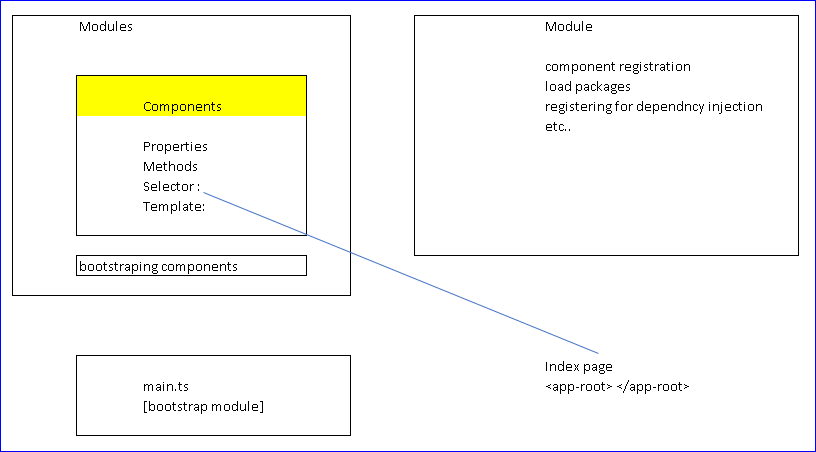 Modules
Components
Properties
Methods
Selector :
Template:
bootstraping components
main.ts
[bootstrap module]
Module
component registration
load packages
registering for dependncy injection
etc..
Index page
<app-root> </app-root>